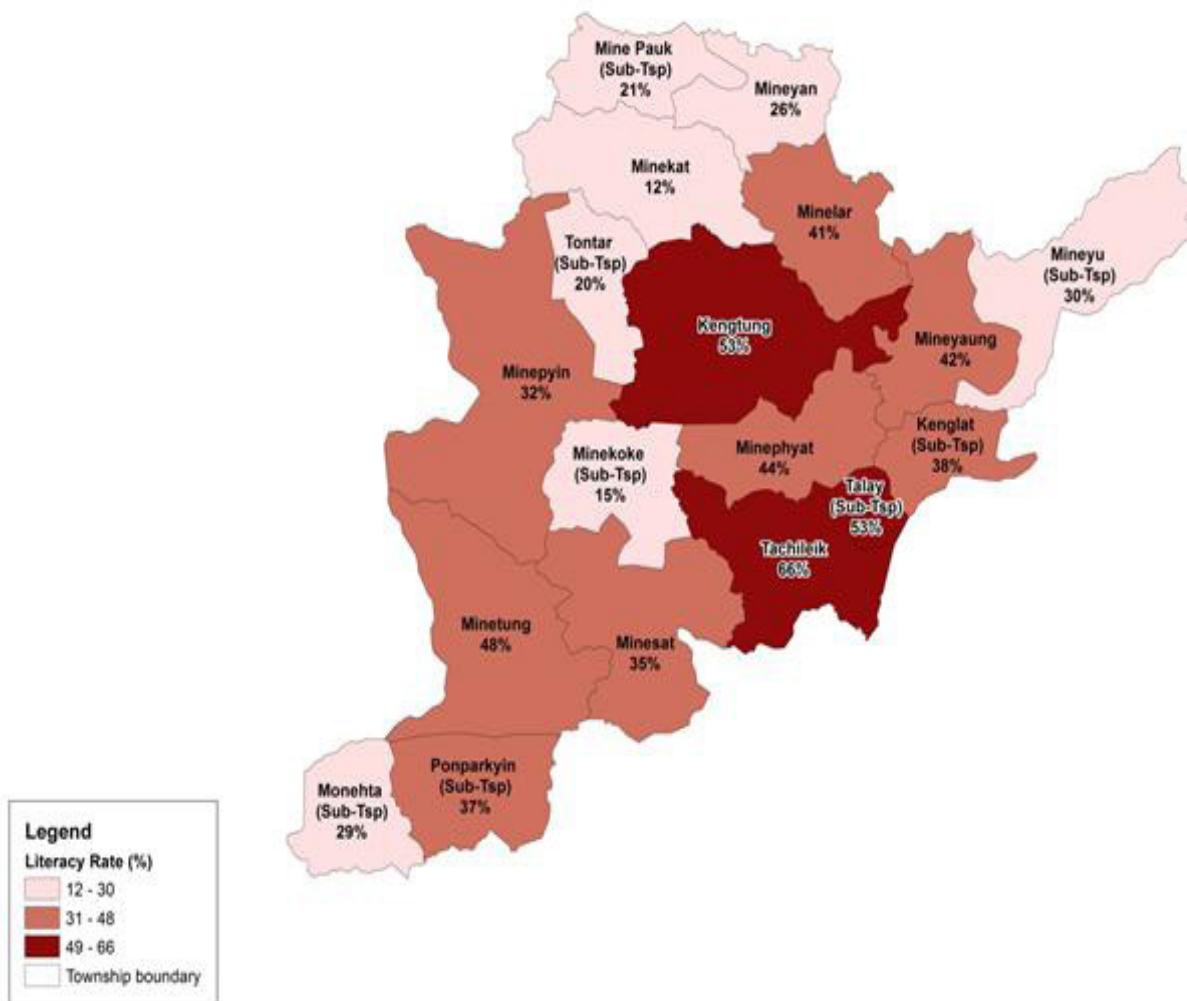 Mine Pauk
(Sub-Tsp)
21%
Mineyan
26%
Minekat
12%
Minelar
41%
Tontar
(Sub-Tsp)
20%
Mineyu
(Sub-Tsp)
30%
Kengtung
53%
Mineyaung
42%
Minepyin
32%
Kenglat
(Sub-Tsp)
38%
Minekoke
(Sub-Tsp)
15%
Minephyat
44%
Talay
(Sub-Tsp)
53%
Tachileik
66%
Minetung
48%
Minesat
35%
Ponparkyin
(Sub-Tsp)
37%
Monehta
(Sub-Tsp)
29%
Legend
Literacy Rate (%)
12 - 30
31 - 48
49 - 66
Township boundary